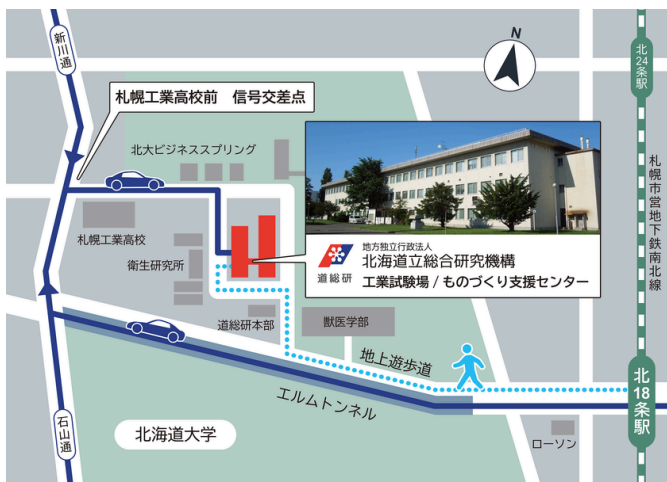 新川通
N
北24条駅
札幌工業高校前　信号交差点
北大ビジネススプリング
札幌市営地下鉄南北線
札幌工業高校
衛生研究所
道総研
地方独立行政法人
北海道立総合研究機構
工業試験場 / ものづくり支援センター
道総研本部
獣医学部
地上遊歩道
エルムトンネル
北18条駅
石山通
北海道大学
ローソン